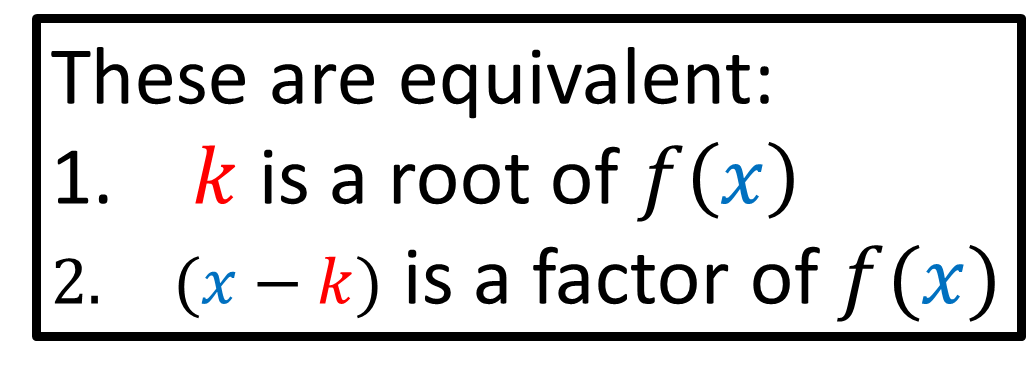 These are equivalent:
1. k is a root of f(x)
2. (x − k) is a factor of f(x)